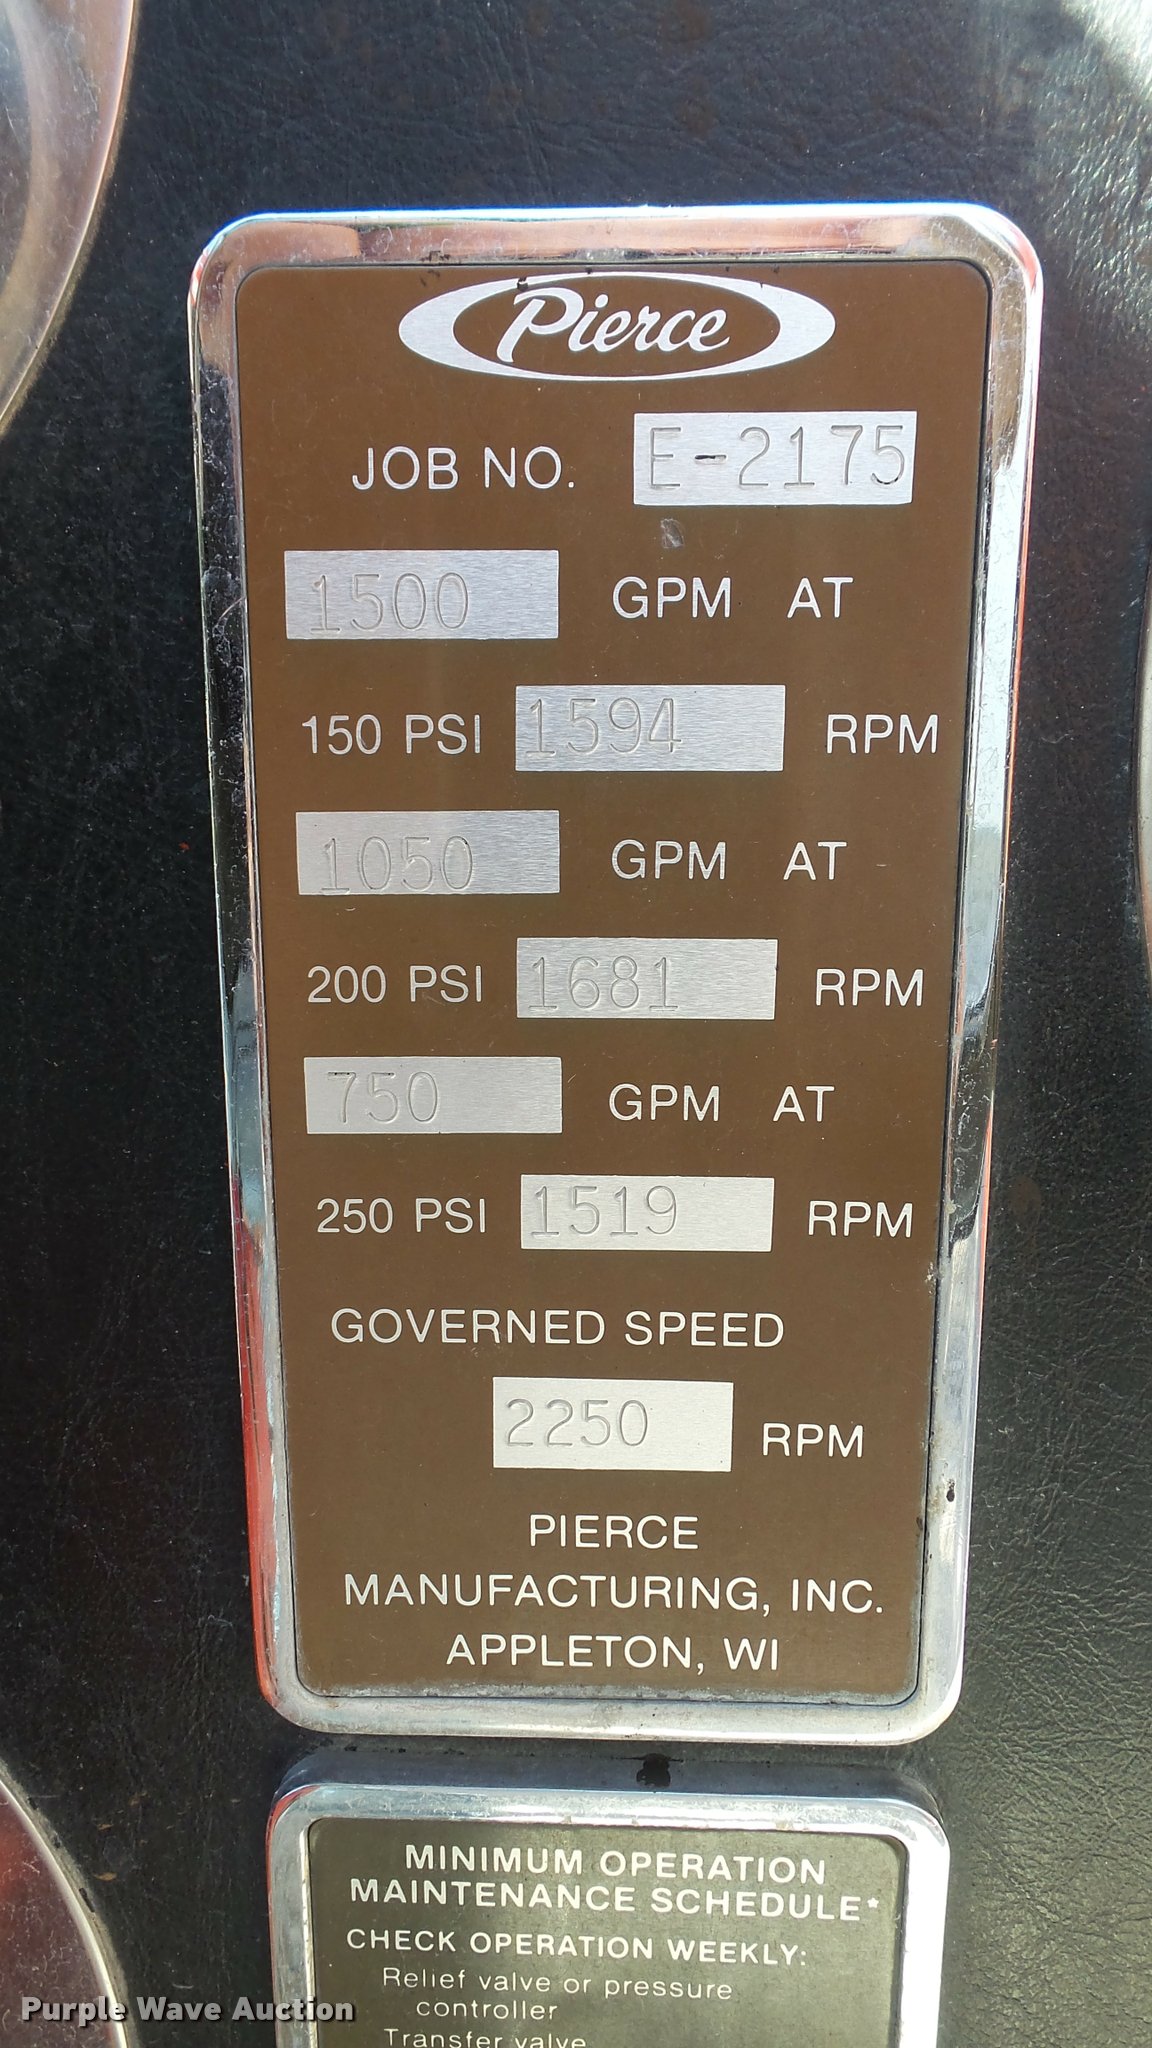 Pierce
JOB NO. E-2175
1500 GPM AT
150 PSI 1594 RPM
1050 GPM AT
200 PSI 1681 RPM
750 GPM AT
250 PSI 1519 RPM
GOVERNED SPEED
2250 RPM
PIERCE
MANUFACTURING, INC.
APPLETON, WI
MINIMUM OPERATION
MAINTENANCE SCHEDULE*
CHECK OPERATION WEEKLY:
Relief valve or pressure
controller
Transfer valve
Purple Wave Auction